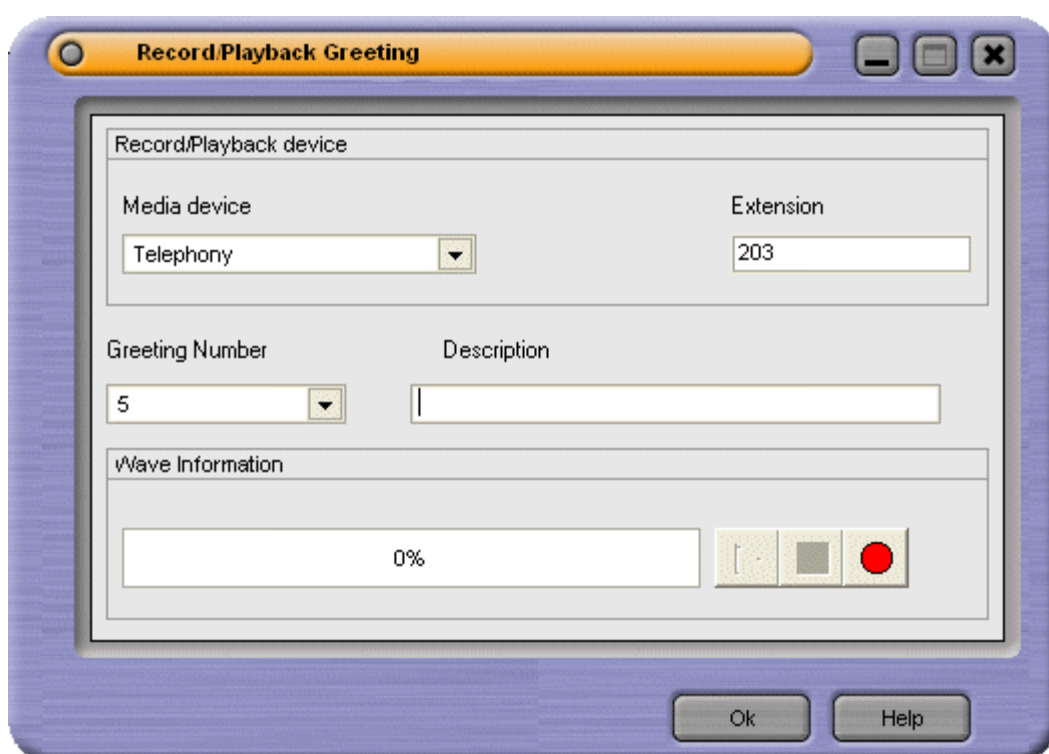 Record/Playback Greeting
Record/Playback device
Media device
Extension
Telephony
203
Greeting Number
Description
5
Wave Information
0%
Ok
Help